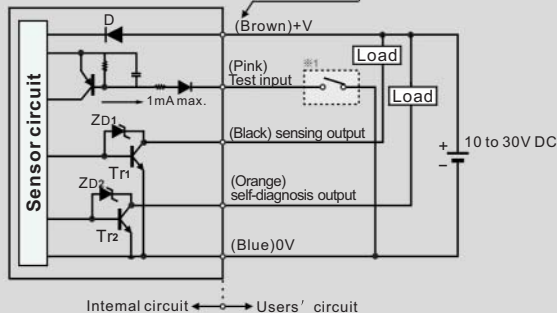 D
(Brown)+V
(Pink)
Test input
※1
Load
Load
1mA max.
ZD1
(Black) sensing output
Tr1
Sensor circuit
+
−
10 to 30V DC
ZD2
(Orange)
self-diagnosis output
Tr2
(Blue)0V
Internal circuit
Users' circuit